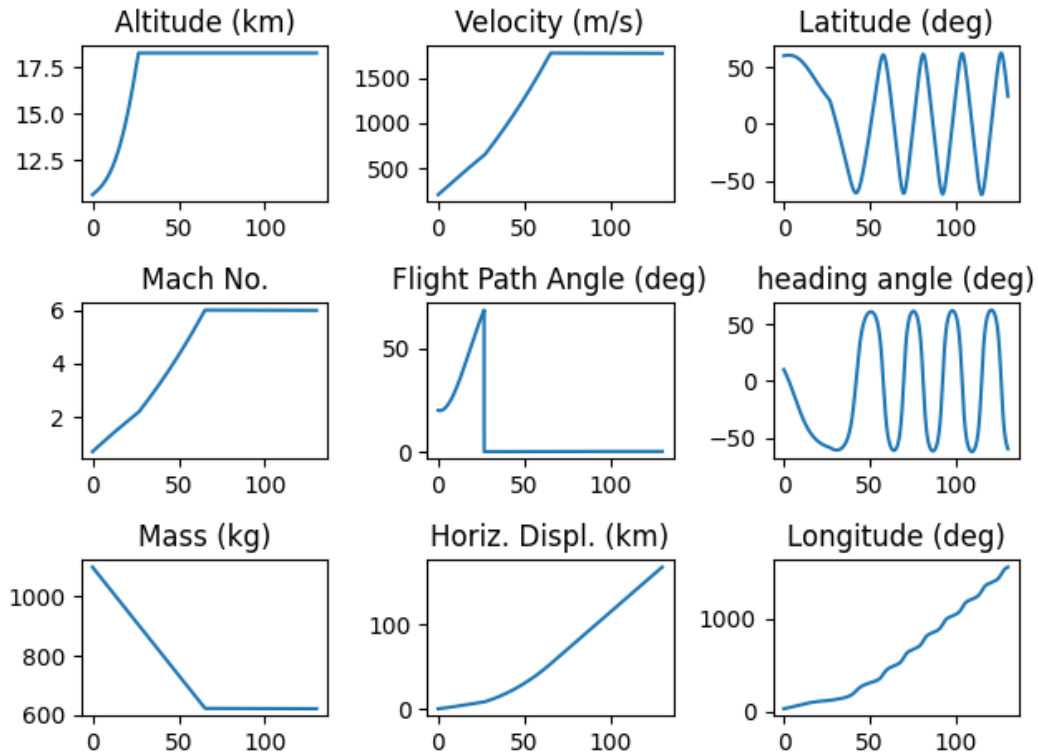 Altitude (km)
17.5
15.0
12.5
0 50 100
Velocity (m/s)
1500
1000
500
0 50 100
Latitude (deg)
50
0
−50
0 50 100
Mach No.
6
4
2
0 50 100
Flight Path Angle (deg)
50
0
0 50 100
heading angle (deg)
50
0
−50
0 50 100
Mass (kg)
1000
800
600
0 50 100
Horiz. Displ. (km)
100
0
0 50 100
Longitude (deg)
1000
0
0 50 100